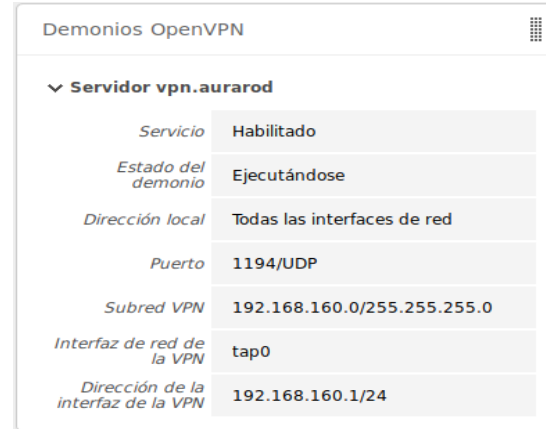 Demonios OpenVPN
Servidor vpn.aurarod
Servicio Habilitado
Estado del
demonio Ejecutándose
Dirección local Todas las interfaces de red
Puerto 1194/UDP
Subred VPN 192.168.160.0/255.255.255.0
Interfaz de red de
la VPN tap0
Dirección de la
interfaz de la VPN 192.168.160.1/24